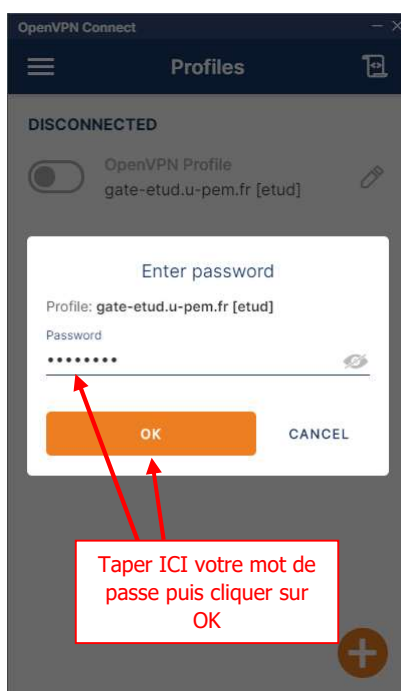 OpenVPN Connect
Profiles
DISCONNECTED
OpenVPN Profile
gate-etud.u-pem.fr [etud]
Enter password
Profile: gate-etud.u-pem.fr [etud]
Password
••••••••
OK
CANCEL
Taper ICI votre mot de
passe puis cliquer sur
OK